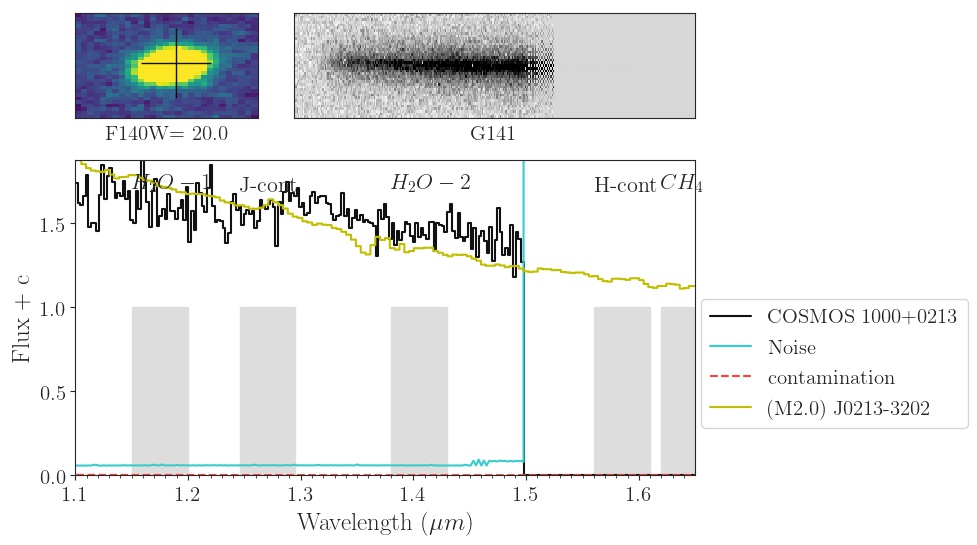 F140W= 20.0
G141
H₂O − 1
J-cont
H₂O − 2
H-cont
CH₄
Flux + c
1.5
1.0
0.5
0.0
1.1
1.2
1.3
1.4
1.5
1.6
Wavelength (μm)
COSMOS 1000+0213
Noise
contamination
(M2.0) J0213-3202